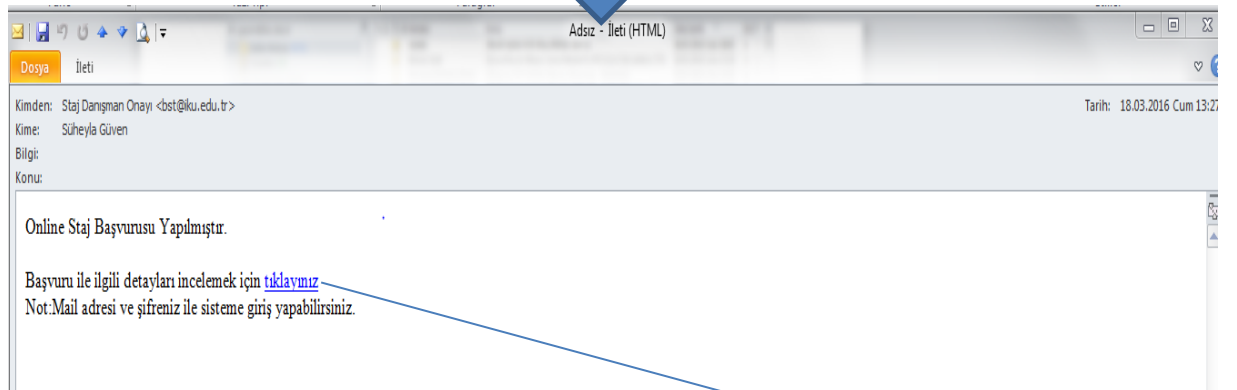 Adsız - İleti (HTML)
Dosya İleti
Kimden: Staj Danışman Onayı <bst@iku.edu.tr> Tarih: 18.03.2016 Cum 13:27
Kime: Süheyla Güven
Bilgi:
Konu:
Online Staj Başvurusu Yapılmıştır.
Başvuru ile ilgili detayları incelemek için tıklayınız
Not:Mail adresi ve şifreniz ile sisteme giriş yapabilirsiniz.